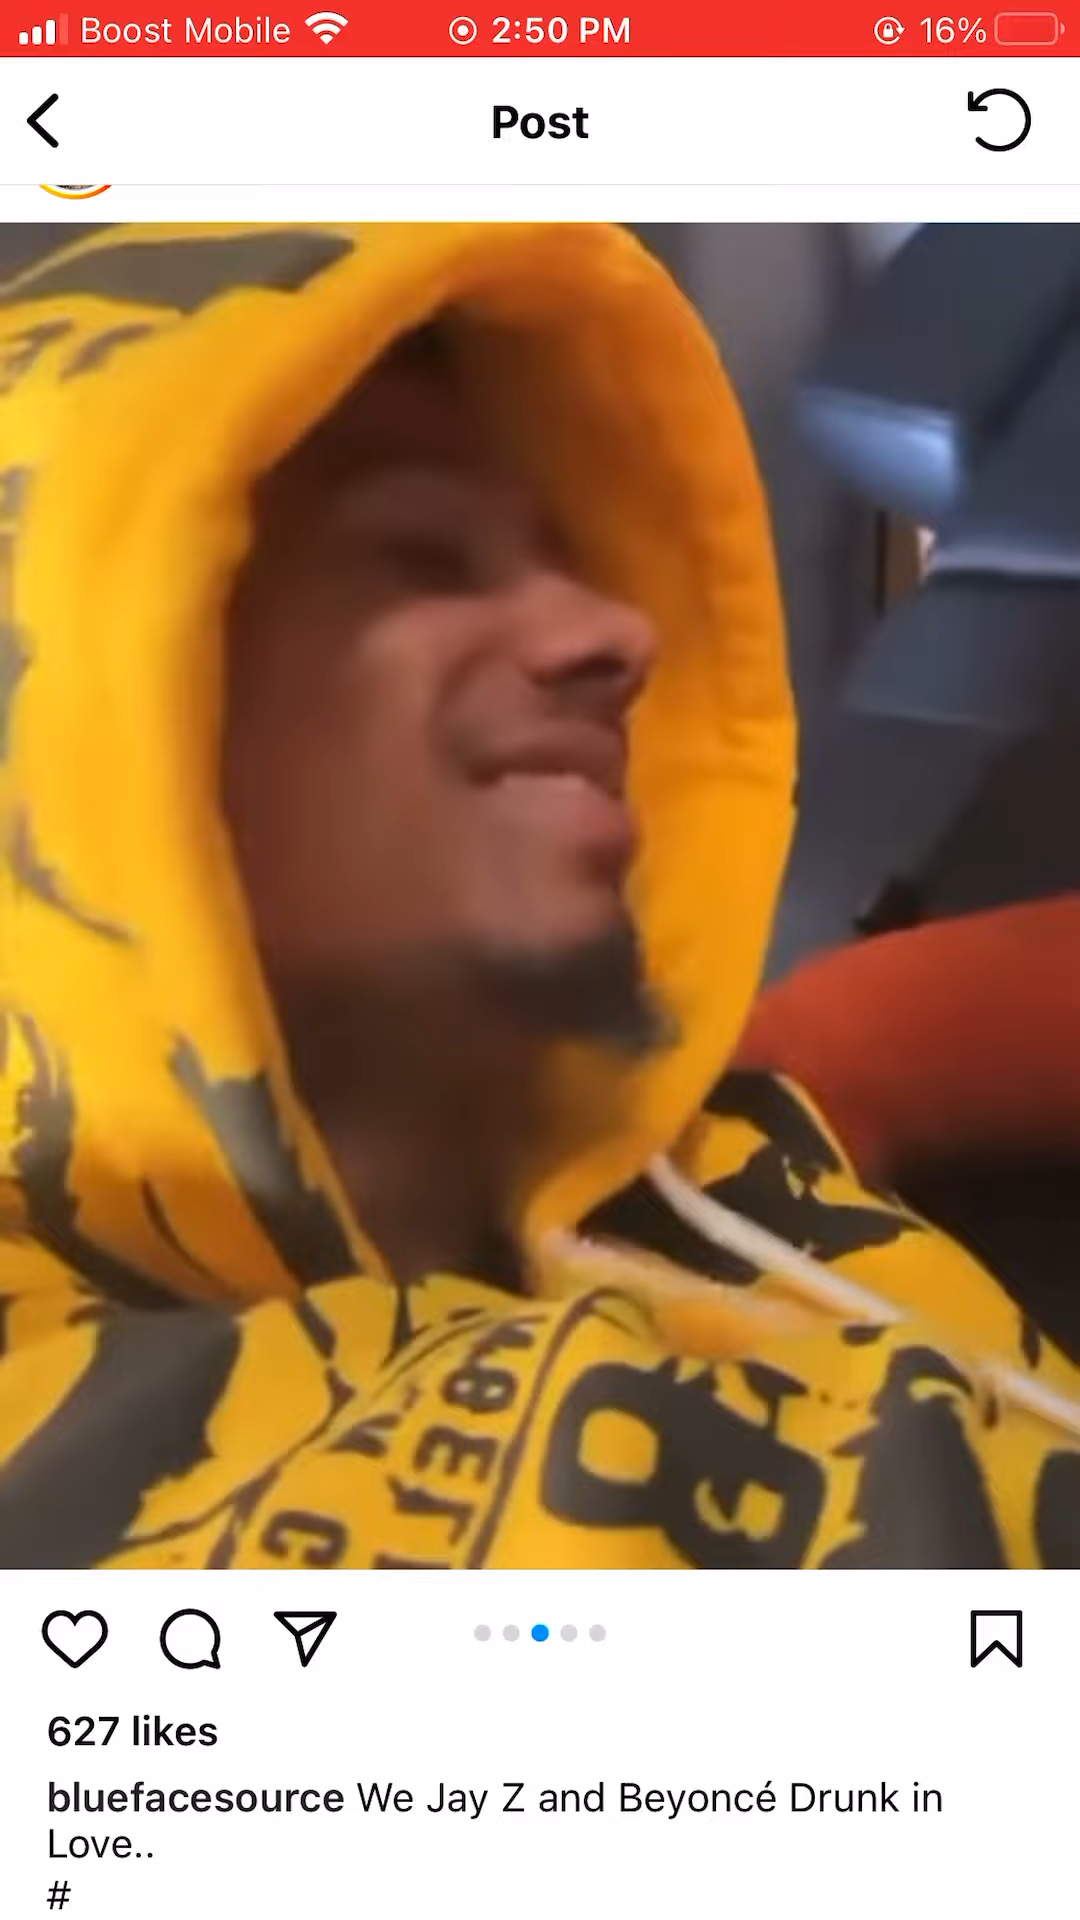 Boost Mobile 2:50 PM 16%
Post
627 likes
bluefacesource We Jay Z and Beyoncé Drunk in
Love..
#